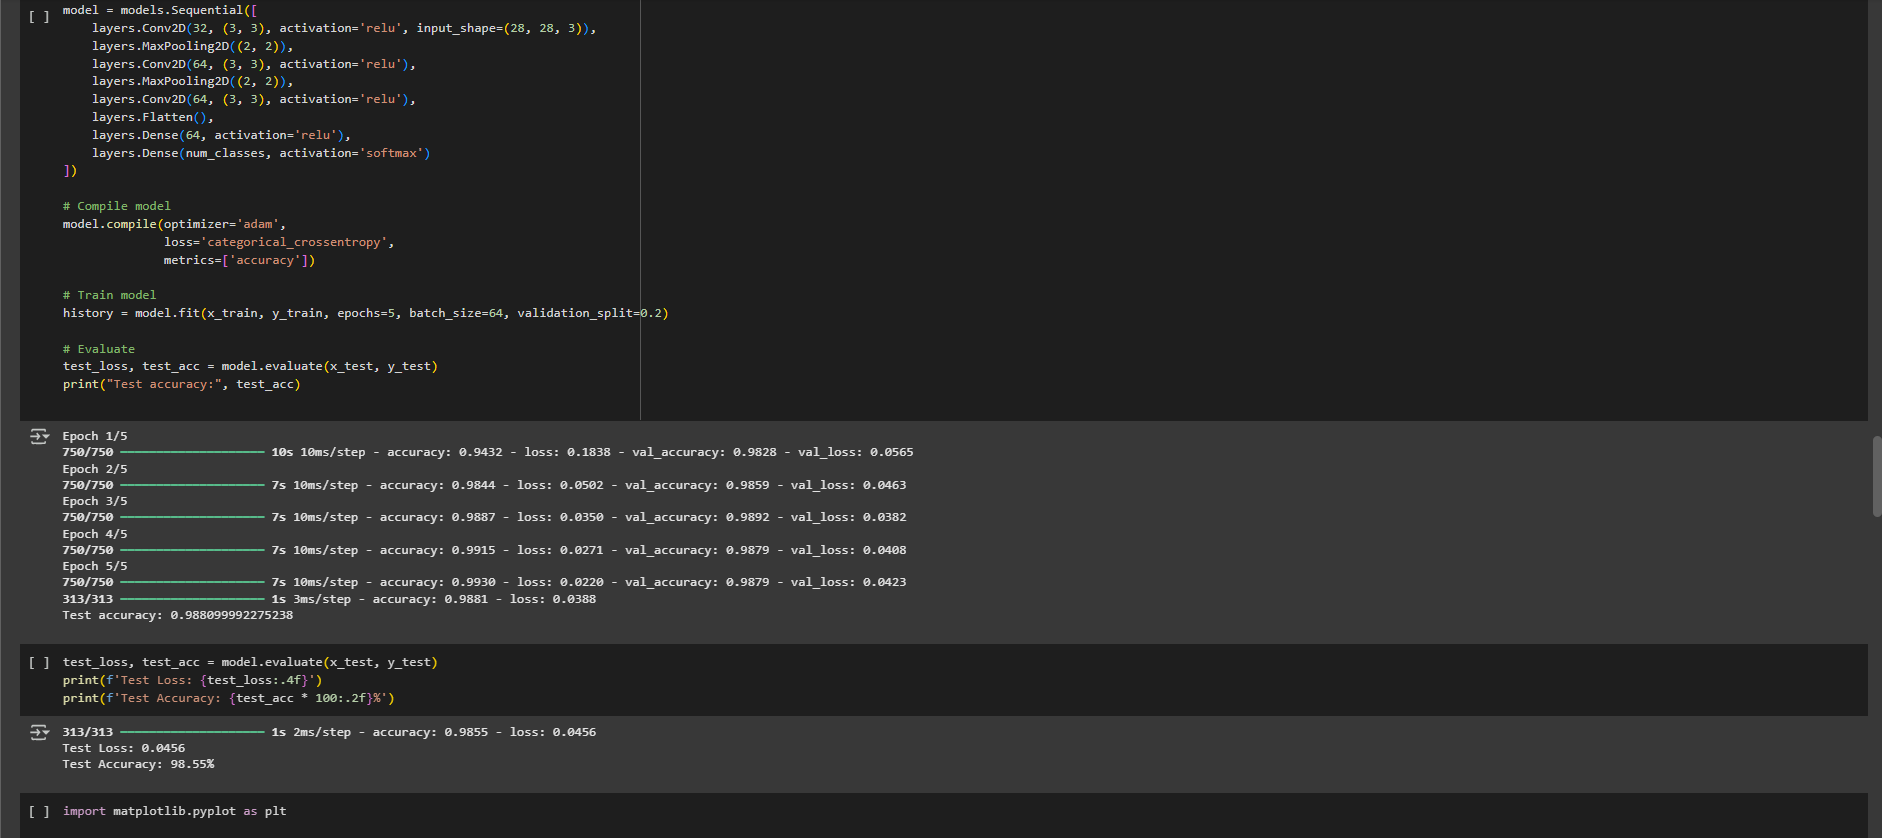 [ ] model = models.Sequential([
    layers.Conv2D(32, (3, 3), activation='relu', input_shape=(28, 28, 3)),
    layers.MaxPooling2D((2, 2)),
    layers.Conv2D(64, (3, 3), activation='relu'),
    layers.MaxPooling2D((2, 2)),
    layers.Conv2D(64, (3, 3), activation='relu'),
    layers.Flatten(),
    layers.Dense(64, activation='relu'),
    layers.Dense(num_classes, activation='softmax')
])
# Compile model
model.compile(optimizer='adam',
              loss='categorical_crossentropy',
              metrics=['accuracy'])
# Train model
history = model.fit(x_train, y_train, epochs=5, batch_size=64, validation_split=0.2)
# Evaluate
test_loss, test_acc = model.evaluate(x_test, y_test)
print("Test accuracy:", test_acc)
Epoch 1/5
750/750 10s 10ms/step - accuracy: 0.9432 - loss: 0.1838 - val_accuracy: 0.9828 - val_loss: 0.0565
Epoch 2/5
750/750 7s 10ms/step - accuracy: 0.9844 - loss: 0.0502 - val_accuracy: 0.9859 - val_loss: 0.0463
Epoch 3/5
750/750 7s 10ms/step - accuracy: 0.9887 - loss: 0.0350 - val_accuracy: 0.9892 - val_loss: 0.0382
Epoch 4/5
750/750 7s 10ms/step - accuracy: 0.9915 - loss: 0.0271 - val_accuracy: 0.9879 - val_loss: 0.0408
Epoch 5/5
750/750 7s 10ms/step - accuracy: 0.9930 - loss: 0.0220 - val_accuracy: 0.9879 - val_loss: 0.0423
313/313 1s 3ms/step - accuracy: 0.9881 - loss: 0.0388
Test accuracy: 0.988099992275238
[ ] test_loss, test_acc = model.evaluate(x_test, y_test)
print(f'Test Loss: {test_loss:.4f}')
print(f'Test Accuracy: {test_acc * 100:.2f}%')
313/313 1s 2ms/step - accuracy: 0.9855 - loss: 0.0456
Test Loss: 0.0456
Test Accuracy: 98.55%
[ ] import matplotlib.pyplot as plt